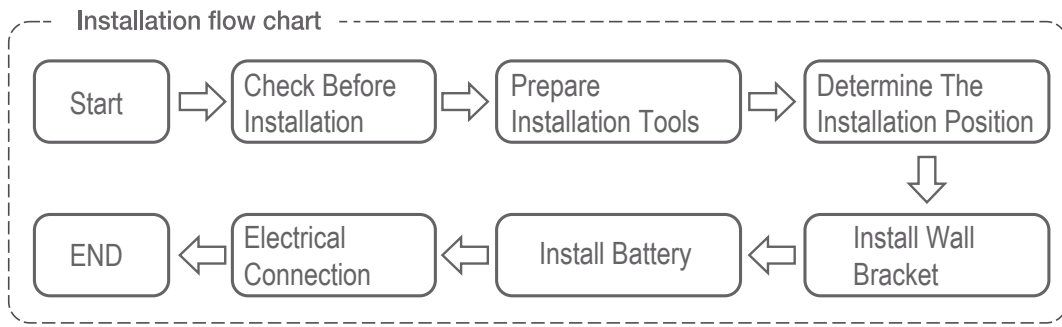 Installation flow chart
Start
Check Before
Installation
Prepare
Installation Tools
Determine The
Installation Position
Install Wall
Bracket
Install Battery
Electrical
Connection
END